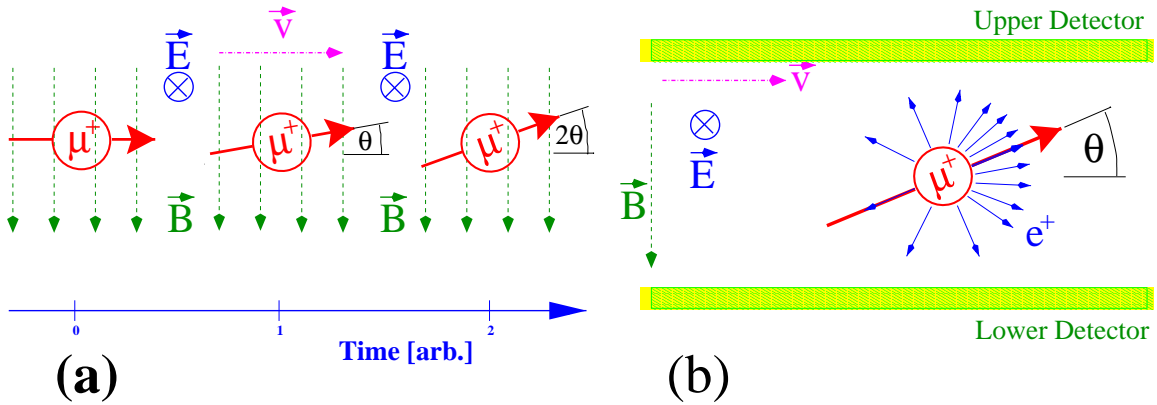 v
E
E
μ+
μ+
θ
μ+
2θ
B
B
0
1
2
Time [arb.]
(a)
Upper Detector
v
E
B
μ+
θ
e+
Lower Detector
(b)